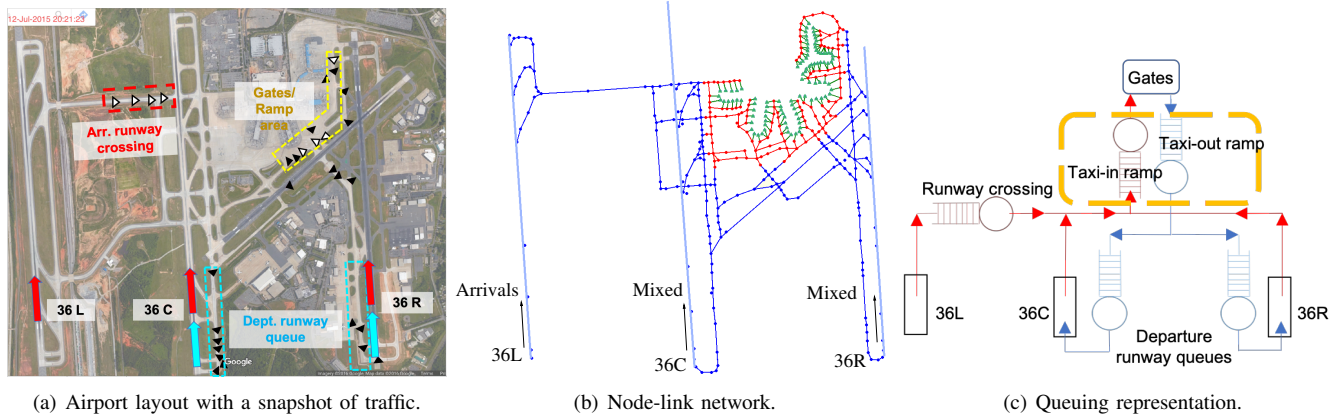 12-Jul-2015 20:21:23
Arr. runway
crossing
Gates/
Ramp
area
36 L
36 C
36 R
Dept. runway
queue
Google
(a) Airport layout with a snapshot of traffic.
Arrivals
Mixed
Mixed
36L
36C
36R
(b) Node-link network.
Gates
Taxi-out ramp
Taxi-in ramp
Runway crossing
36L
36C
36R
Departure
runway queues
(c) Queuing representation.